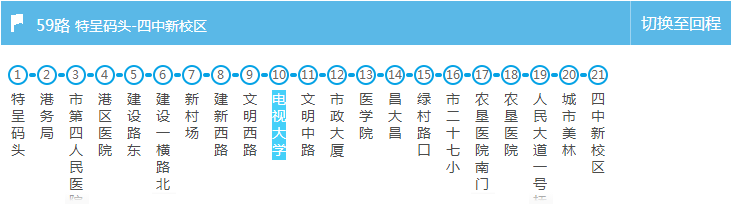 59路 特呈码头-四中新校区
切换至回程
1 特呈码头
2 港务局
3 市第四人民医院
4 港区医院
5 建设路东
6 建设一横路北
7 新村场
8 建新西路
9 文明西路
10 电视大学
11 文明中路
12 市政大厦
13 医学院
14 昌大昌
15 绿村路口
16 市二十七小
17 农垦医院南门
18 农垦医院
19 人民大道一号
20 城市美林
21 四中新校区